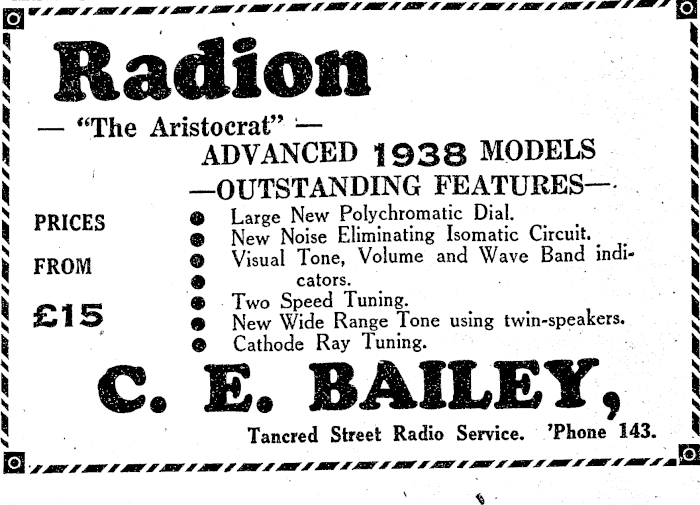 Radion
— "The Aristocrat" —
ADVANCED 1938 MODELS
—OUTSTANDING FEATURES—
PRICES
FROM
£15
● Large New Polychromatic Dial.
● New Noise Eliminating Isomatic Circuit.
● Visual Tone, Volume and Wave Band indi-
● cators.
● Two Speed Tuning.
● New Wide Range Tone using twin-speakers.
● Cathode Ray Tuning.
C. E. BAILEY,
Tancred Street Radio Service. 'Phone 143.